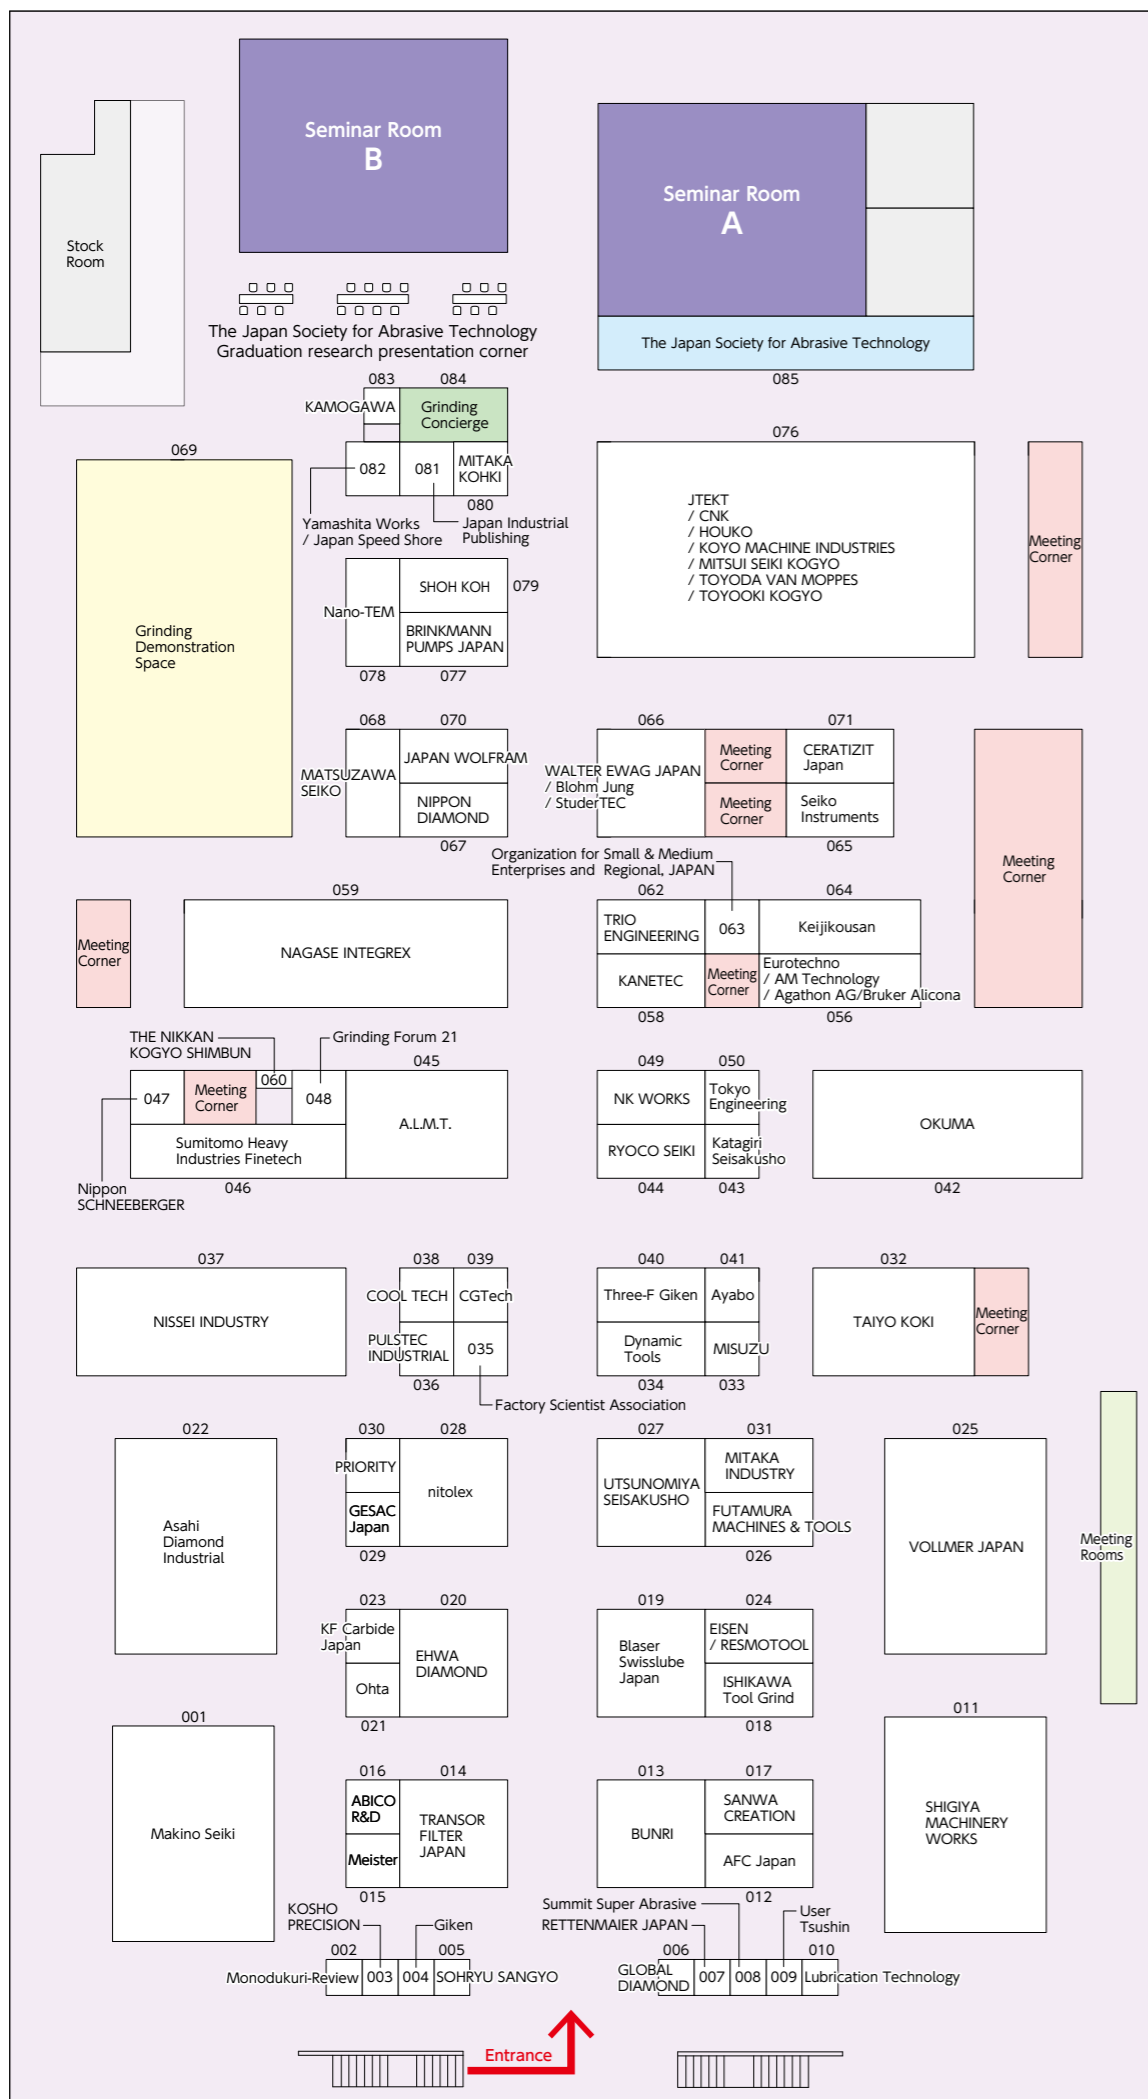 Seminar Room
B
Seminar Room
A
Stock
Room
The Japan Society for Abrasive Technology
Graduation research presentation corner
The Japan Society for Abrasive Technology
085
083
084
KAMOGAWA
Grinding
Concierge
082
081
MITAKA
KOHKI
080
Yamashita Works
/ Japan Speed Shore
Japan Industrial
Publishing
069
Grinding
Demonstration
Space
076
JTEKT
/ CNK
/ HOUKO
/ KOYO MACHINE INDUSTRIES
/ MITSUI SEIKI KOGYO
/ TOYODA VAN MOPPES
/ TOYOOKI KOGYO
Meeting
Corner
Nano-TEM
SHOH KOH
079
BRINKMANN
PUMPS JAPAN
078
077
068
070
MATSUZAWA
SEIKO
JAPAN WOLFRAM
NIPPON
DIAMOND
067
066
071
WALTER EWAG JAPAN
/ Blohm Jung
/ StuderTEC
Meeting
Corner
Meeting
Corner
CERATIZIT
Japan
Seiko
Instruments
065
Meeting
Corner
Organization for Small & Medium
Enterprises and Regional, JAPAN
059
Meeting
Corner
NAGASE INTEGREX
062
064
TRIO
ENGINEERING
063
Keijikousan
KANETEC
Meeting
Corner
Eurotechno
/ AM Technology
/ Agathon AG/Bruker Alicona
058
056
THE NIKKAN
KOGYO SHIMBUN
Grinding Forum 21
045
047
Meeting
Corner
060
048
A.L.M.T.
Sumitomo Heavy
Industries Finetech
046
Nippon
SCHNEEBERGER
049
050
NK WORKS
Tokyo
Engineering
RYOCO SEIKI
Katagiri
Seisakusho
044
043
OKUMA
042
037
NISSEI INDUSTRY
038
039
COOL TECH
CGTech
PULSTEC
INDUSTRIAL
035
036
Factory Scientist Association
040
041
Three-F Giken
Ayabo
Dynamic
Tools
MISUZU
034
033
032
TAIYO KOKI
Meeting
Corner
022
Asahi
Diamond
Industrial
030
028
PRIORITY
nitolex
GESAC
Japan
029
027
031
UTSUNOMIYA
SEISAKUSHO
MITAKA
INDUSTRY
FUTAMURA
MACHINES & TOOLS
026
025
VOLLMER JAPAN
Meeting
Rooms
023
020
KF Carbide
Japan
EHWA
DIAMOND
Ohta
021
019
024
Blaser
Swisslube
Japan
EISEN
/ RESMOTOOL
ISHIKAWA
Tool Grind
018
001
Makino Seiki
011
SHIGIYA
MACHINERY
WORKS
016
014
ABICO
R&D
TRANSOR
FILTER
JAPAN
Meister
015
013
017
BUNRI
SANWA
CREATION
AFC Japan
012
KOSHO
PRECISION
Giken
Summit Super Abrasive
RETTENMAIER JAPAN
User
Tsushin
002
005
006
010
Monodukuri-Review
003
004
SOHRYU SANGYO
GLOBAL
DIAMOND
007
008
009
Lubrication Technology
Entrance